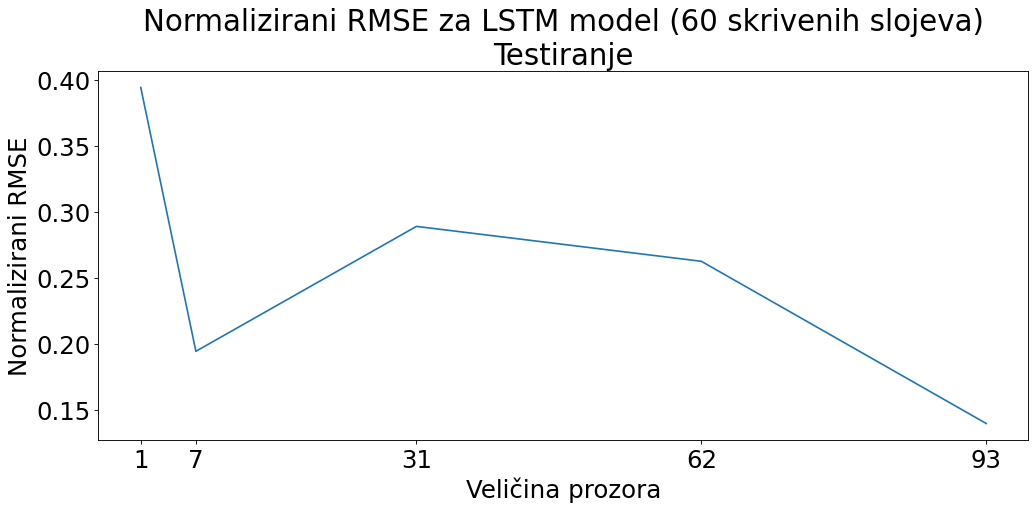 Normalizirani RMSE za LSTM model (60 skrivenih slojeva)
Testiranje
Normalizirani RMSE
0.40
0.35
0.30
0.25
0.20
0.15
1 7 31 62 93
Veličina prozora